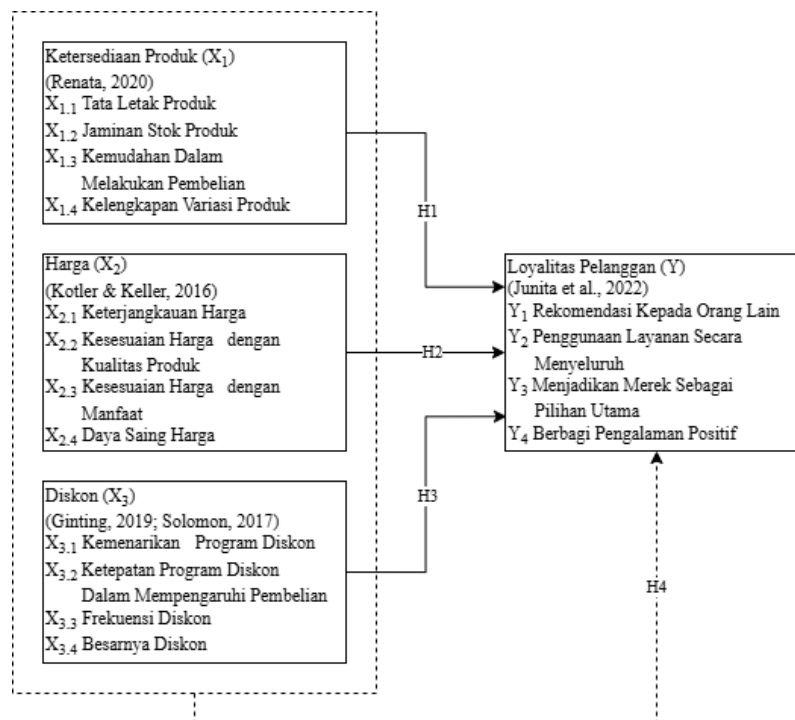 Ketersediaan Produk (X₁)
(Renata, 2020)
X₁.₁ Tata Letak Produk
X₁.₂ Jaminan Stok Produk
X₁.₃ Kemudahan Dalam
Melakukan Pembelian
X₁.₄ Kelengkapan Variasi Produk
H1
Harga (X₂)
(Kotler & Keller, 2016)
X₂.₁ Keterjangkauan Harga
X₂.₂ Kesesuaian Harga dengan
Kualitas Produk
X₂.₃ Kesesuaian Harga dengan
Manfaat
X₂.₄ Daya Saing Harga
H2
Loyalitas Pelanggan (Y)
(Junita et al., 2022)
Y₁ Rekomendasi Kepada Orang Lain
Y₂ Penggunaan Layanan Secara
Menyeluruh
Y₃ Menjadikan Merek Sebagai
Pilihan Utama
Y₄ Berbagi Pengalaman Positif
Diskon (X₃)
(Ginting, 2019; Solomon, 2017)
X₃.₁ Kemenarikan Program Diskon
X₃.₂ Ketepatan Program Diskon
Dalam Mempengaruhi Pembelian
X₃.₃ Frekuensi Diskon
X₃.₄ Besarnya Diskon
H3
H4